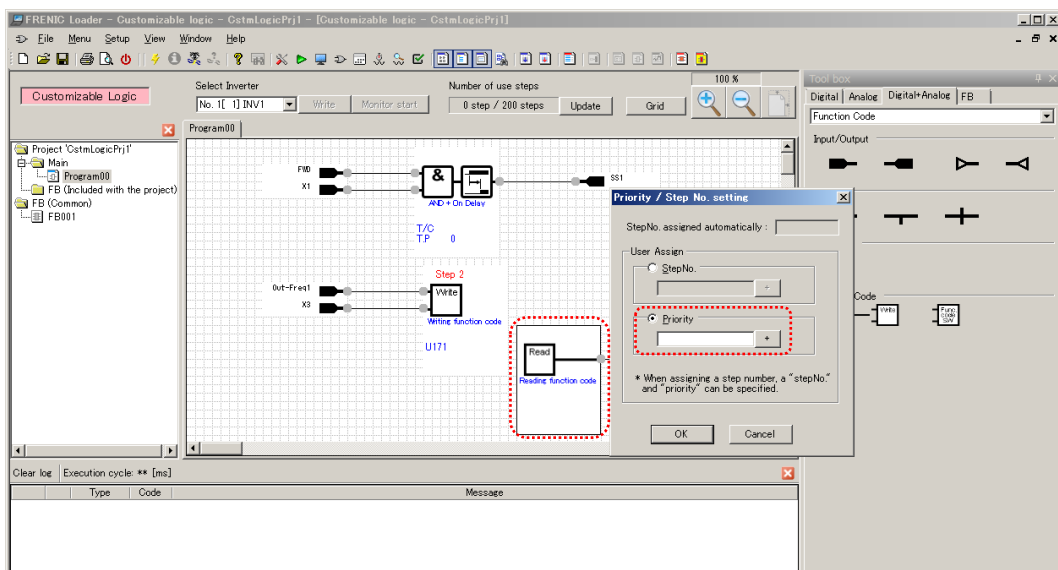 FRENIC Loader - Customizable logic - CstmLogicPrj1 - [Customizable logic - CstmLogicPrj1]
File Menu Setup View Window Help
Customizable Logic
Select Inverter
No. 1[ 1] INV1
Write
Monitor start
Number of use steps
0 step / 200 steps
Update
Grid
100 %
Program00
Project 'CstmLogicPrj1'
Main
Program00
FB (Included with the project)
FB (Common)
FB001
FWD
X1
&
AND + On Delay
T/C
T.P 0
SS1
Step 2
Out-Freq1
X3
Write
Witing function code
U171
Read
Reading function code
Priority / Step No. setting
StepNo. assigned automatically :
User Assign
StepNo.
+
Priority
+
* When assigning a step number, a "stepNo."
and "priority" can be specified.
OK
Cancel
Tool box
Digital Analog Digital+Analog FB
Function Code
Input/Output
Code
Write
Func
code
SW
Clear log Execution cycle: ** [ms]
Type Code Message